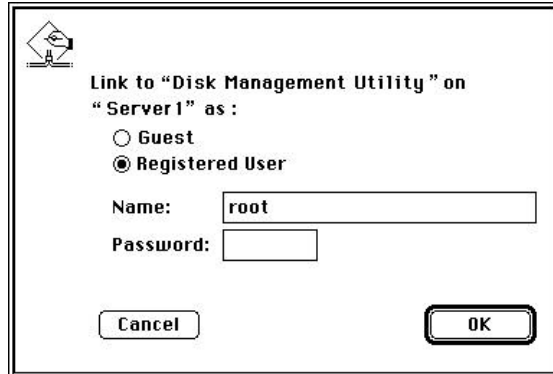 Link to “Disk Management Utility” on
“Server1” as:
Guest
Registered User
Name: root
Password:
Cancel OK